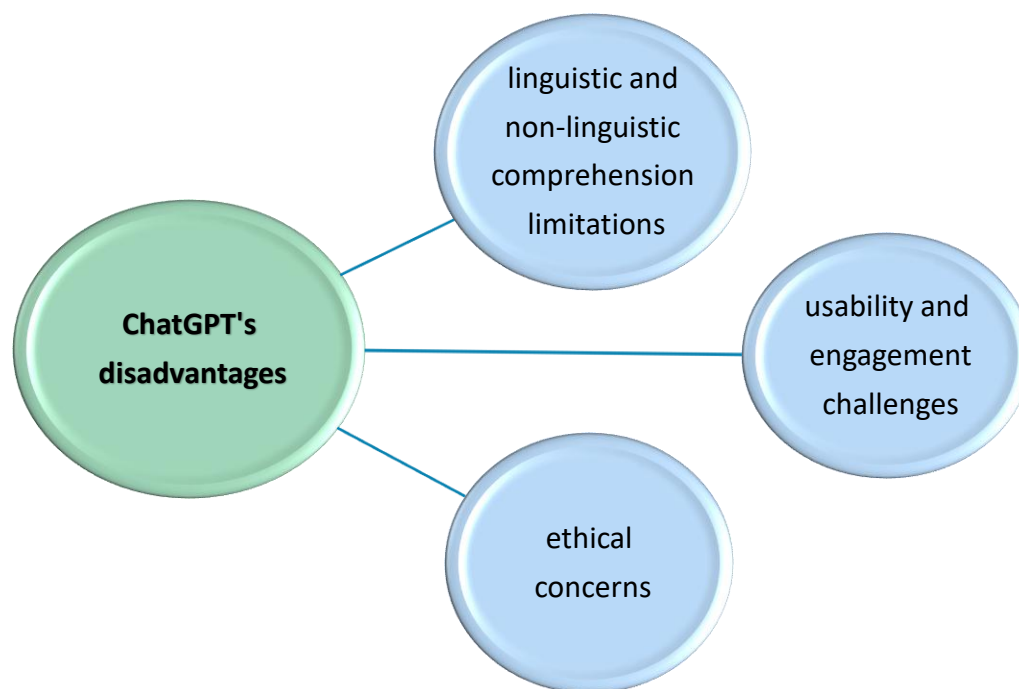 linguistic and
non-linguistic
comprehension
limitations
ChatGPT's
disadvantages
usability and
engagement
challenges
ethical
concerns